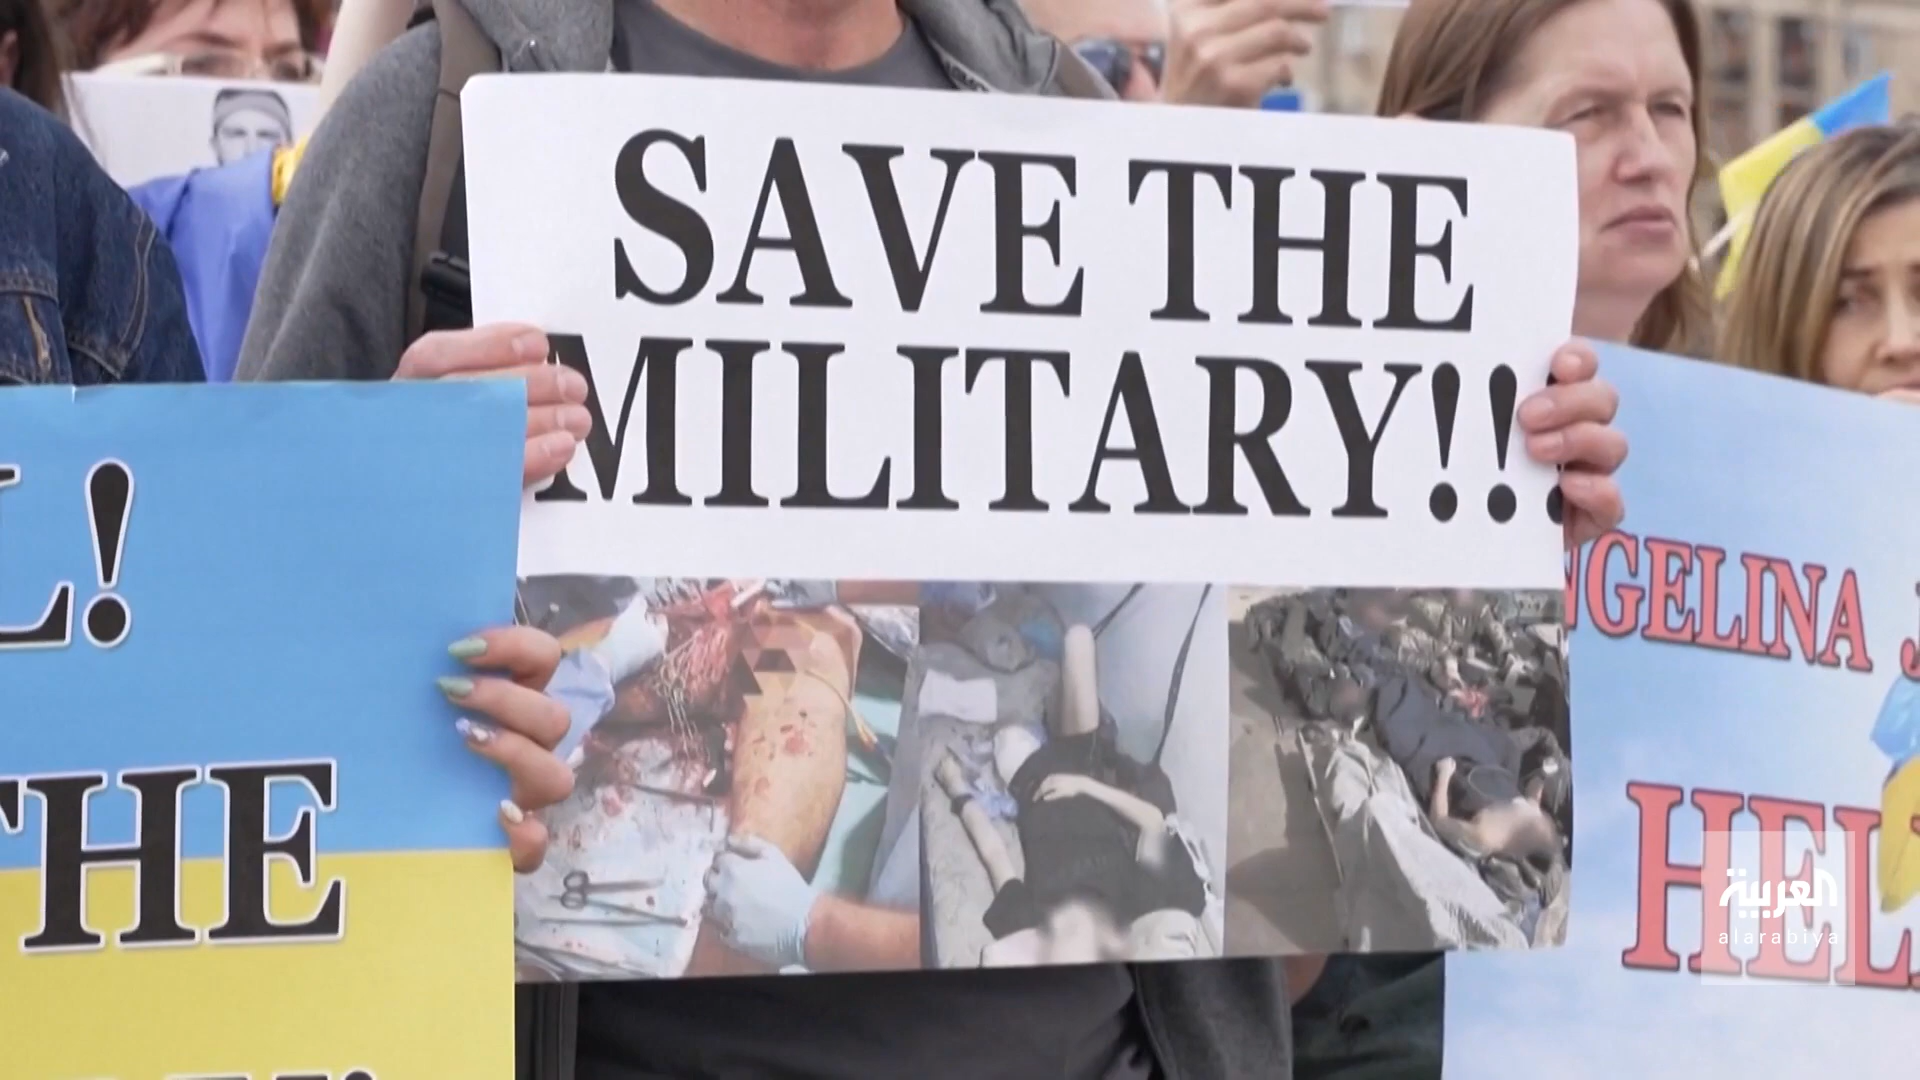 SAVE THE
MILITARY!!!
L!
THE
NGELINA J
HEL
العربية
alarabiya